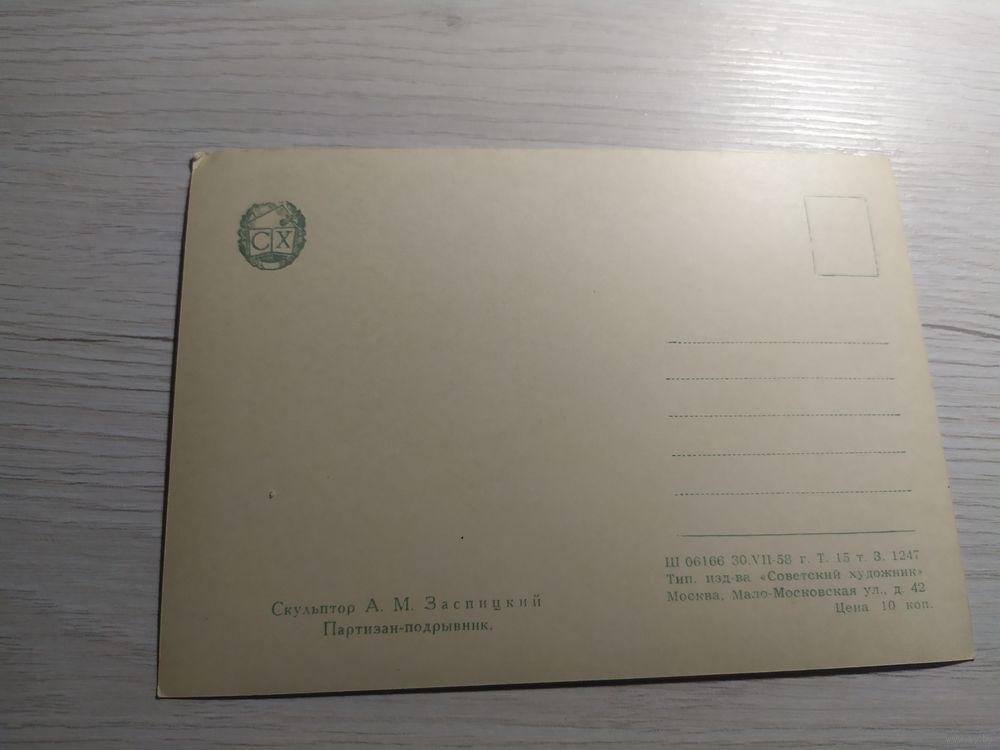 СХ
Скульптор А. М. Заспицкий
Партизан-подрывник.
Ш 06166 30.VII-58 г. Т. 15 т. З. 1247
Тип. изд-ва «Советский художник»
Москва, Мало-Московская ул., д. 42
Цена 10 коп.